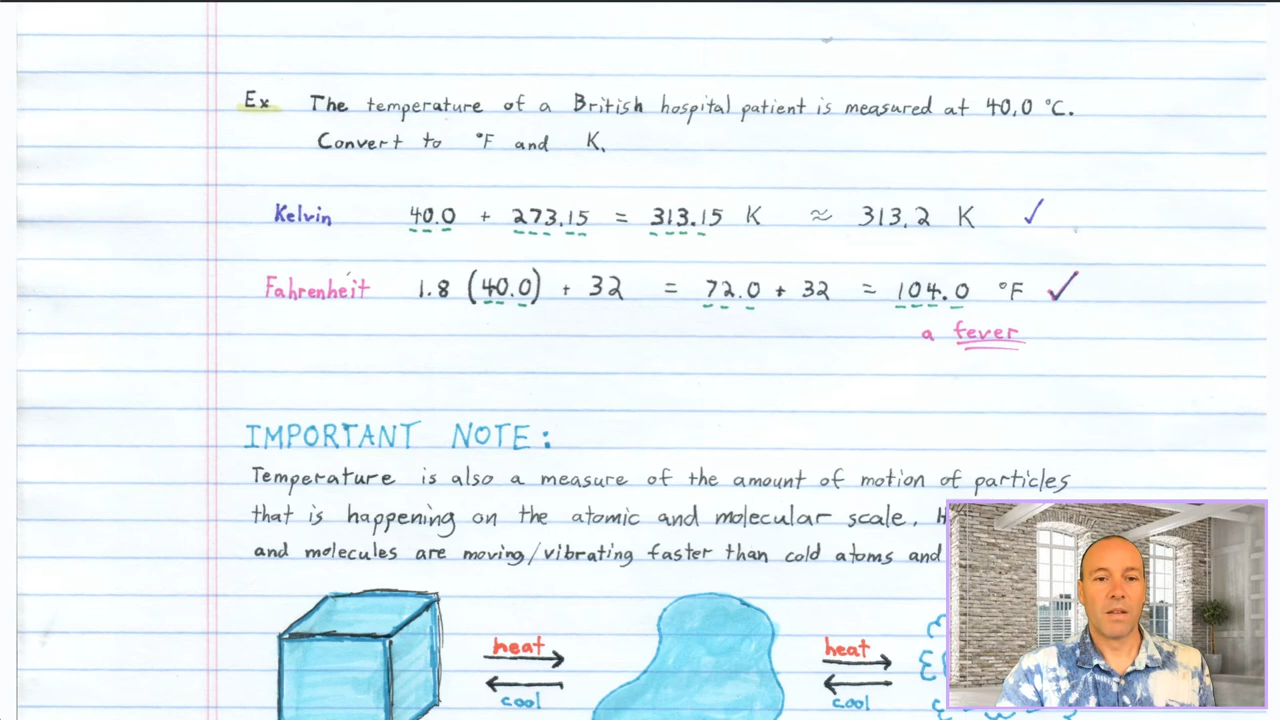 Ex The temperature of a British hospital patient is measured at 40.0 °C.
Convert to °F and K.
Kelvin 40.0 + 273.15 = 313.15 K ≈ 313.2 K ✓
Fahrenheit 1.8 (40.0) + 32 = 72.0 + 32 = 104.0 °F ✓
a fever
IMPORTANT NOTE:
Temperature is also a measure of the amount of motion of particles
that is happening on the atomic and molecular scale.
and molecules are moving/vibrating faster than cold atoms and
heat
cool
heat
cool